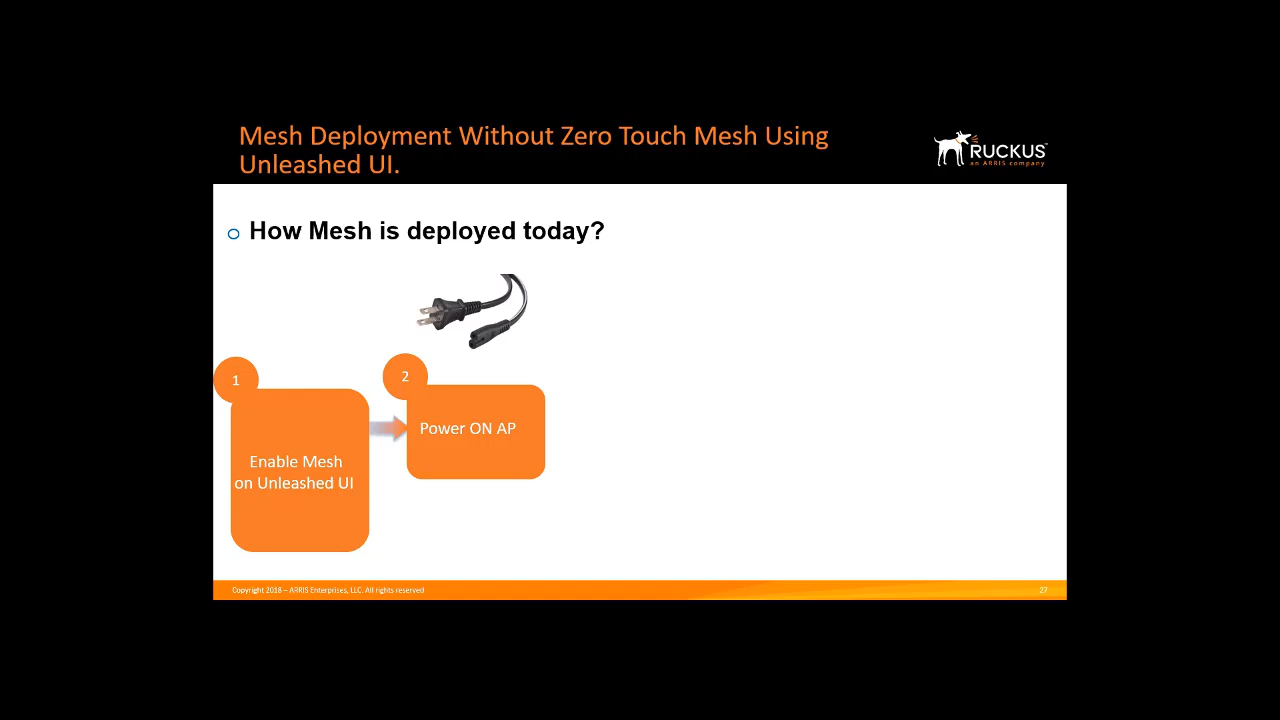 Mesh Deployment Without Zero Touch Mesh Using
Unleashed UI.
RUCKUS
an ARRIS company
How Mesh is deployed today?
1
Enable Mesh
on Unleashed UI
2
Power ON AP
Copyright 2018 – ARRIS Enterprises, LLC. All rights reserved
27